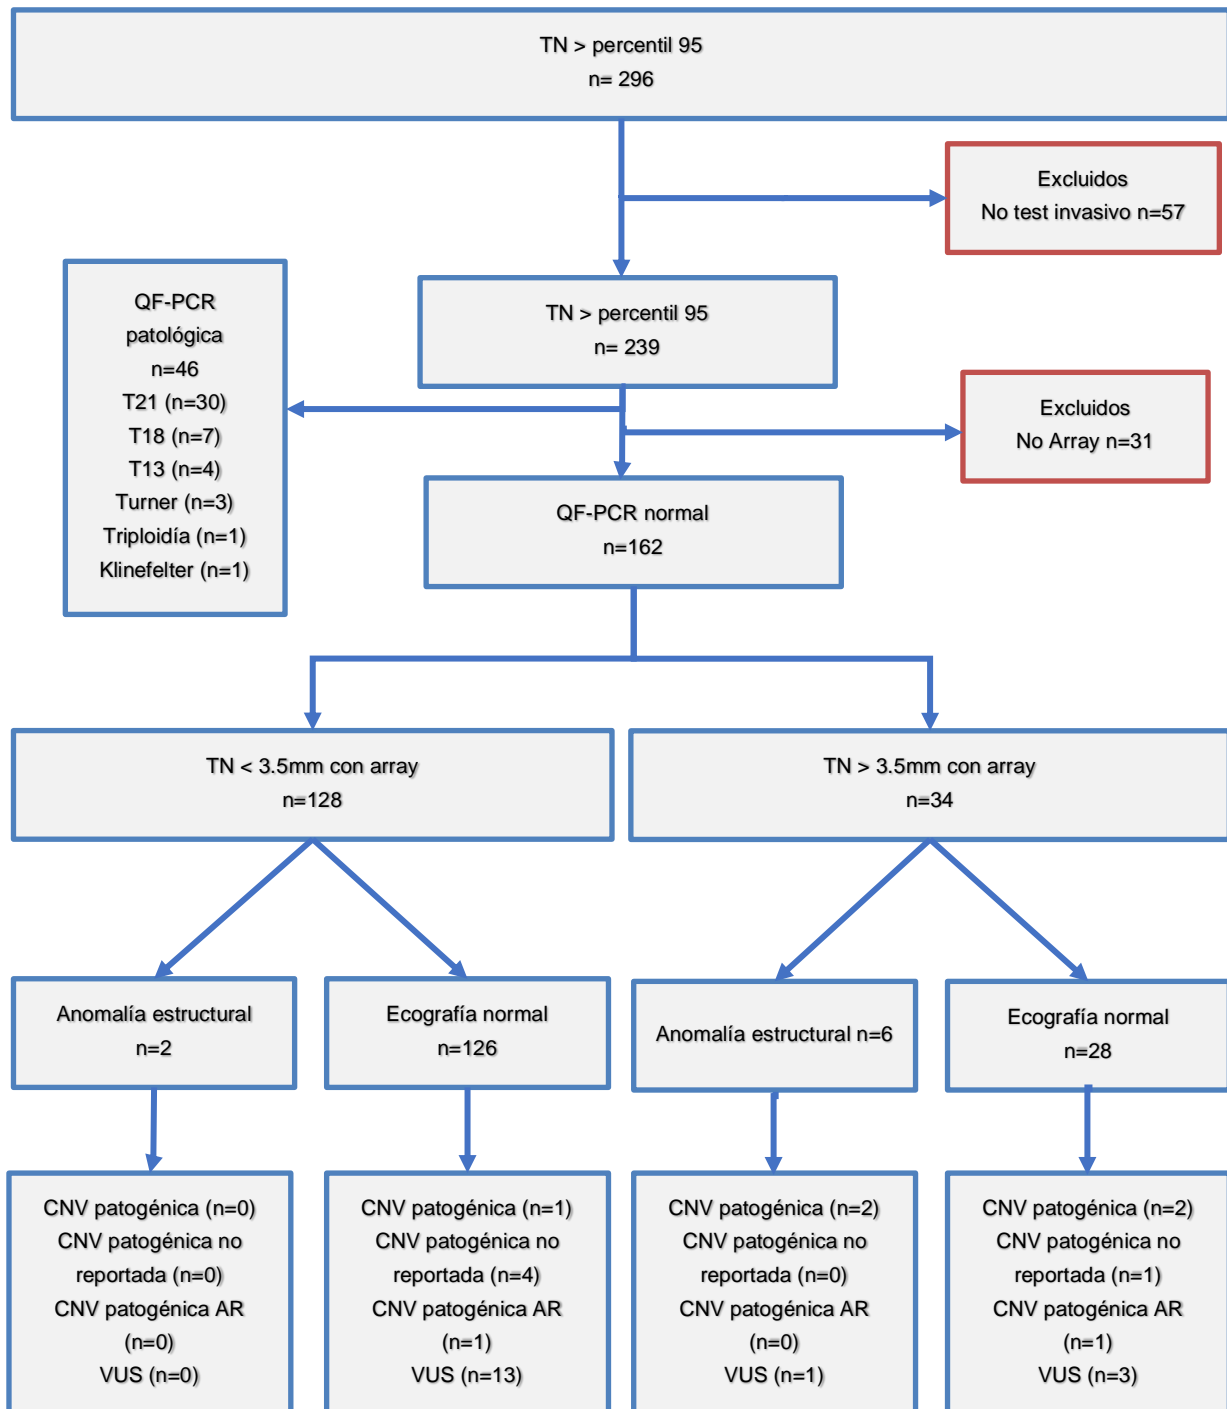 TN > percentil 95
n= 296
Excluidos
No test invasivo n=57
QF-PCR
patológica
n=46
T21 (n=30)
T18 (n=7)
T13 (n=4)
Turner (n=3)
Triploidía (n=1)
Klinefelter (n=1)
TN > percentil 95
n= 239
Excluidos
No Array n=31
QF-PCR normal
n=162
TN < 3.5mm con array
n=128
TN > 3.5mm con array
n=34
Anomalía estructural
n=2
Ecografía normal
n=126
Anomalía estructural n=6
Ecografía normal
n=28
CNV patogénica (n=0)
CNV patogénica no
reportada (n=0)
CNV patogénica AR
(n=0)
VUS (n=0)
CNV patogénica (n=1)
CNV patogénica no
reportada (n=4)
CNV patogénica AR
(n=1)
VUS (n=13)
CNV patogénica (n=2)
CNV patogénica no
reportada (n=0)
CNV patogénica AR
(n=0)
VUS (n=1)
CNV patogénica (n=2)
CNV patogénica no
reportada (n=1)
CNV patogénica AR
(n=1)
VUS (n=3)